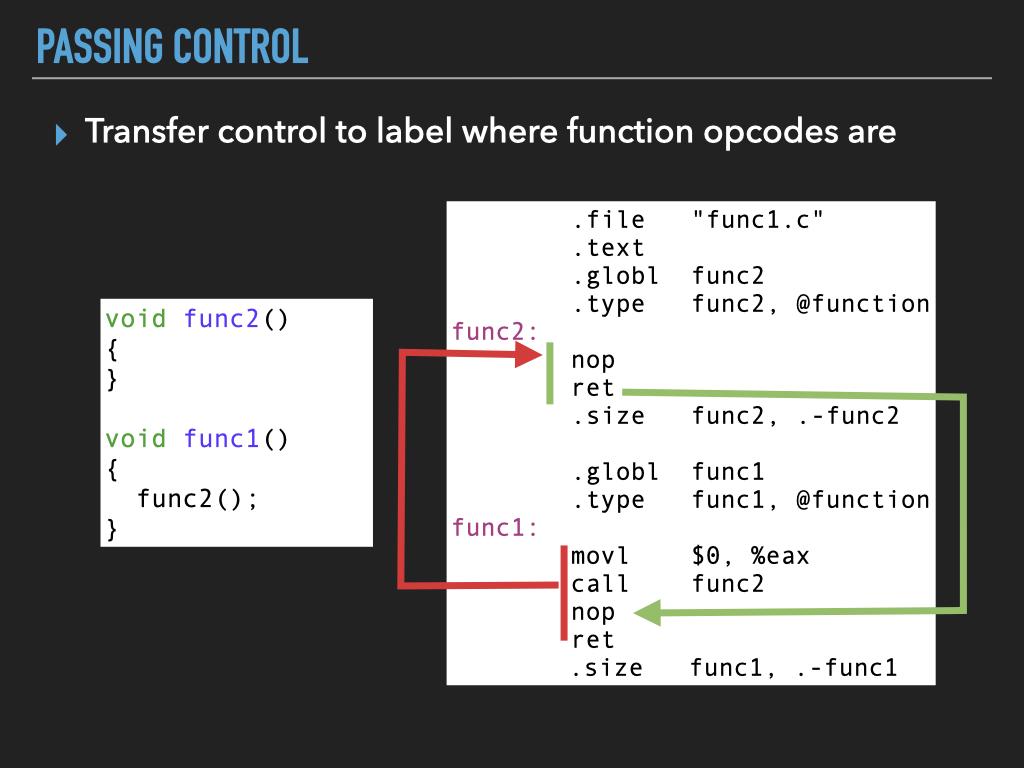 PASSING CONTROL
Transfer control to label where function opcodes are
void func2()
{
}
void func1()
{
  func2();
}
.file "func1.c"
.text
.globl func2
.type func2, @function
func2:
nop
ret
.size func2, .-func2
.globl func1
.type func1, @function
func1:
movl $0, %eax
call func2
nop
ret
.size func1, .-func1